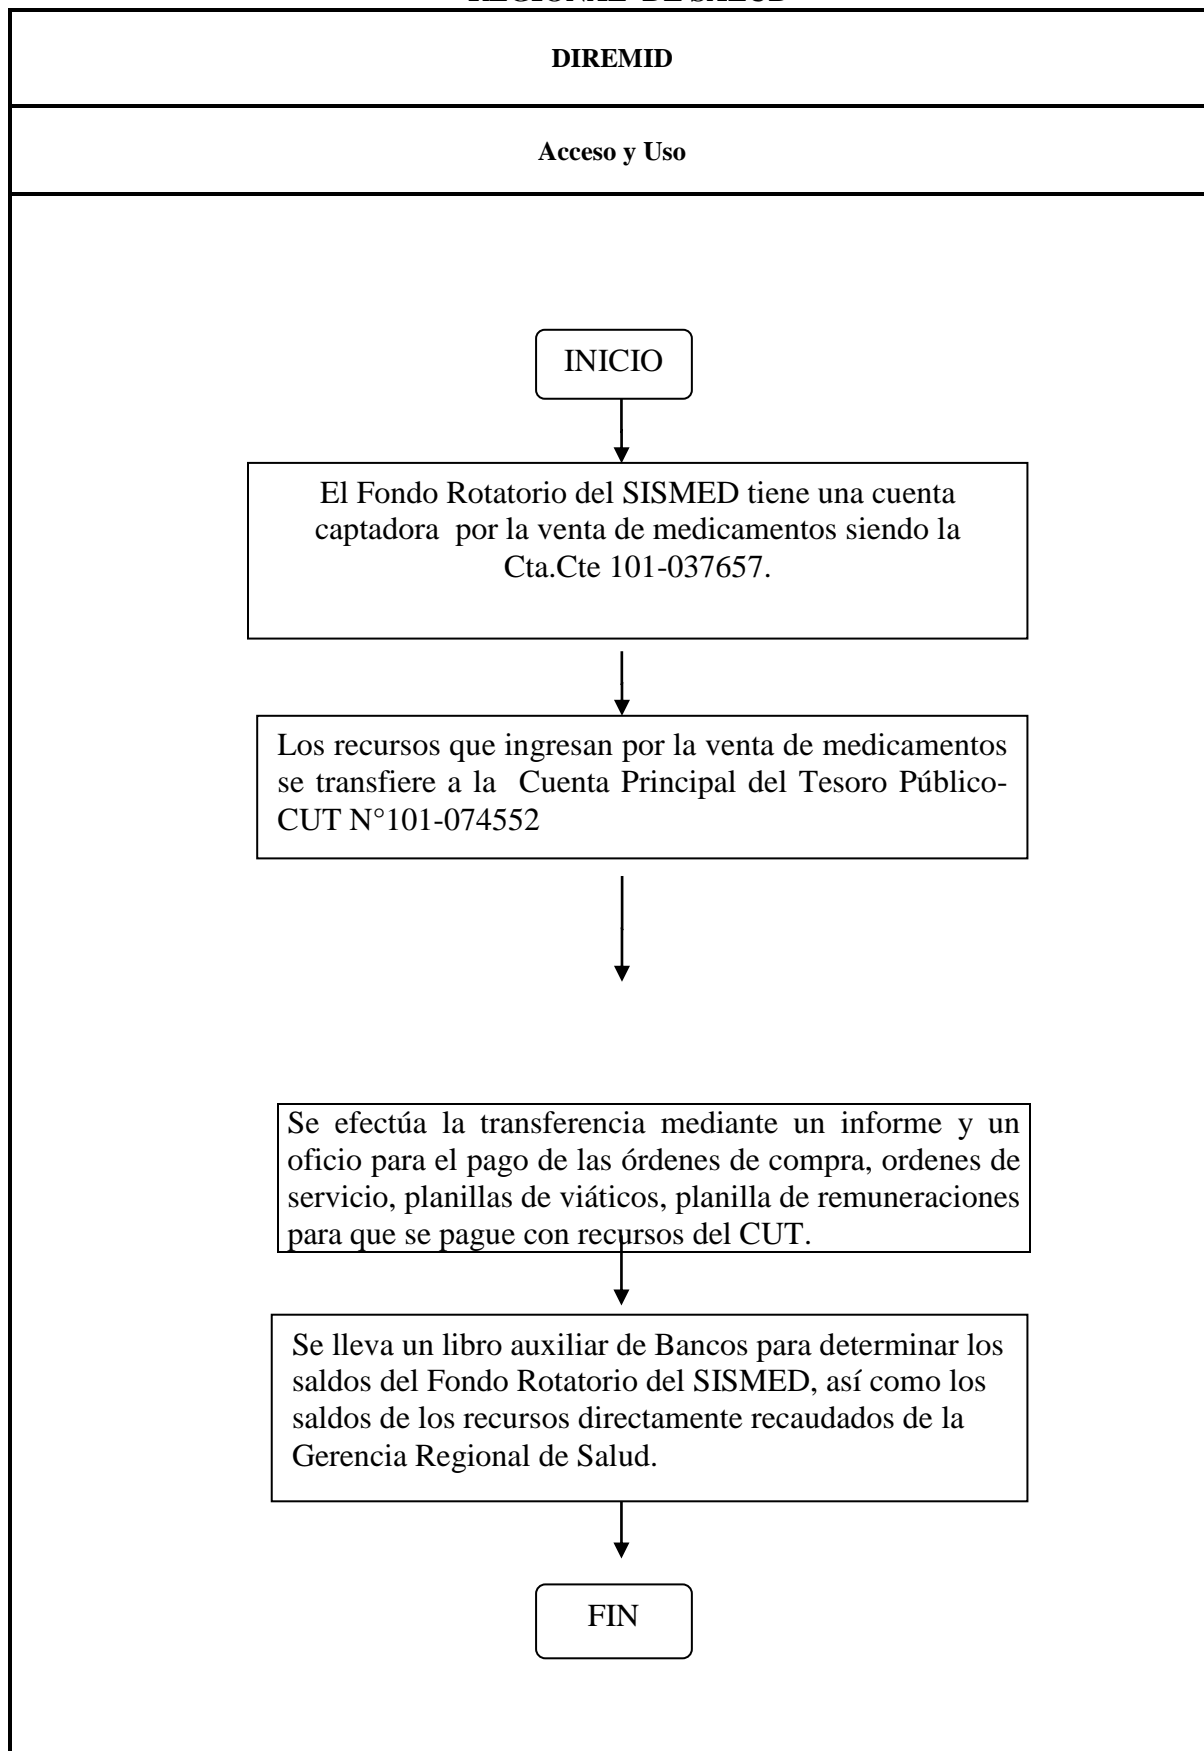 REGIONAL DE SALUD
DIREMID
Acceso y Uso
INICIO
El Fondo Rotatorio del SISMED tiene una cuenta
captadora por la venta de medicamentos siendo la
Cta.Cte 101-037657.
Los recursos que ingresan por la venta de medicamentos
se transfiere a la Cuenta Principal del Tesoro Público-
CUT N°101-074552
Se efectúa la transferencia mediante un informe y un
oficio para el pago de las órdenes de compra, ordenes de
servicio, planillas de viáticos, planilla de remuneraciones
para que se pague con recursos del CUT.
Se lleva un libro auxiliar de Bancos para determinar los
saldos del Fondo Rotatorio del SISMED, así como los
saldos de los recursos directamente recaudados de la
Gerencia Regional de Salud.
FIN